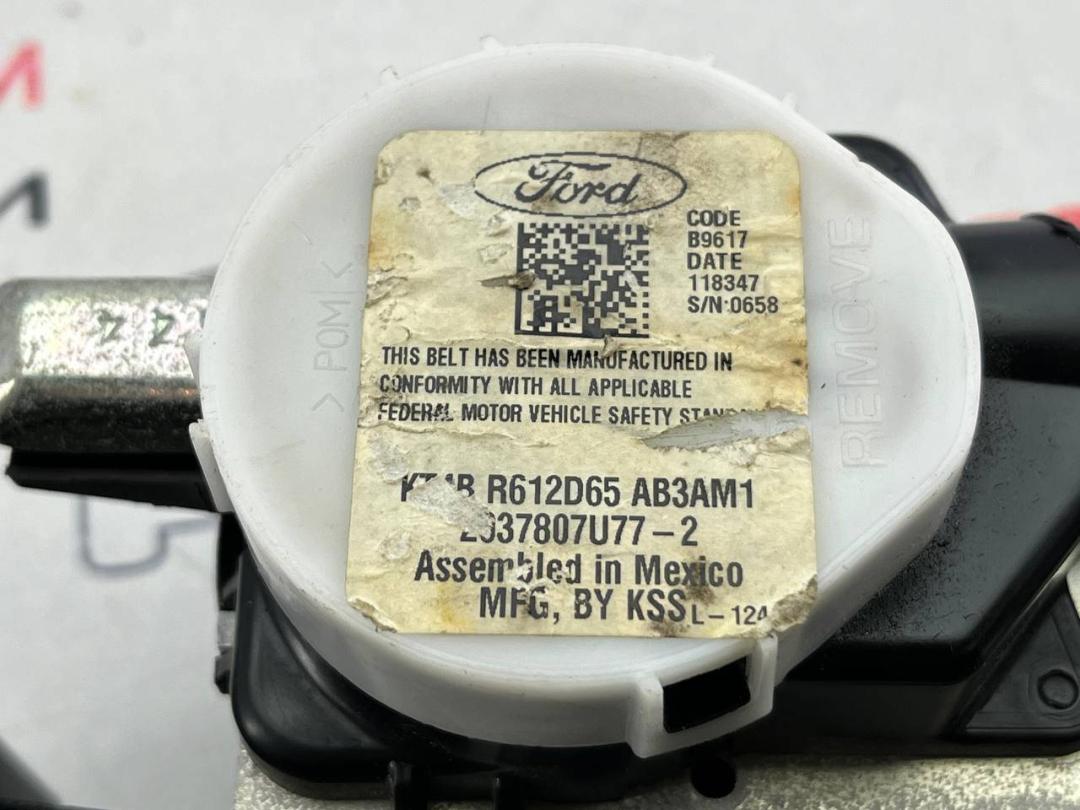 Ford
CODE
B9617
DATE
118347
S/N:0658
THIS BELT HAS BEEN MANUFACTURED IN
CONFORMITY WITH ALL APPLICABLE
FEDERAL MOTOR VEHICLE SAFETY
R612D65 AB3AM1
Assembled in Mexico
MFG, BY KSS L-124
>POM<
REMOVE